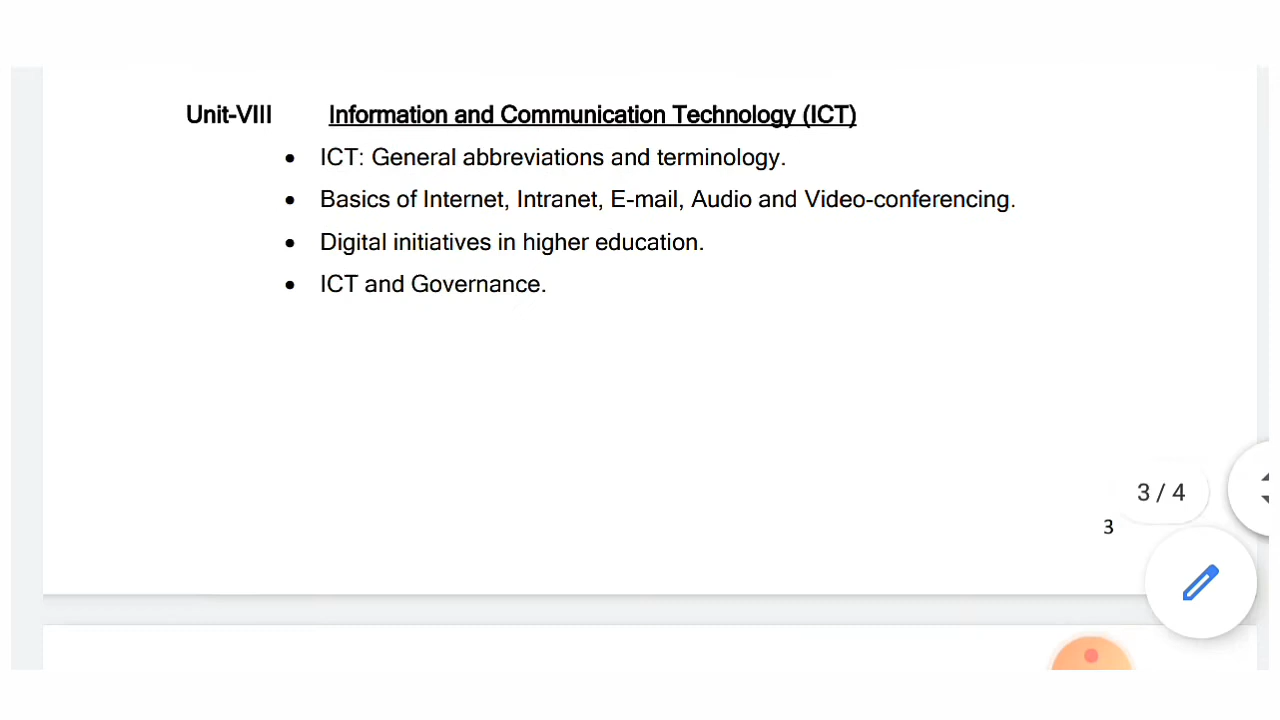 Unit-VIII Information and Communication Technology (ICT)
• ICT: General abbreviations and terminology.
• Basics of Internet, Intranet, E-mail, Audio and Video-conferencing.
• Digital initiatives in higher education.
• ICT and Governance.
3 / 4
3